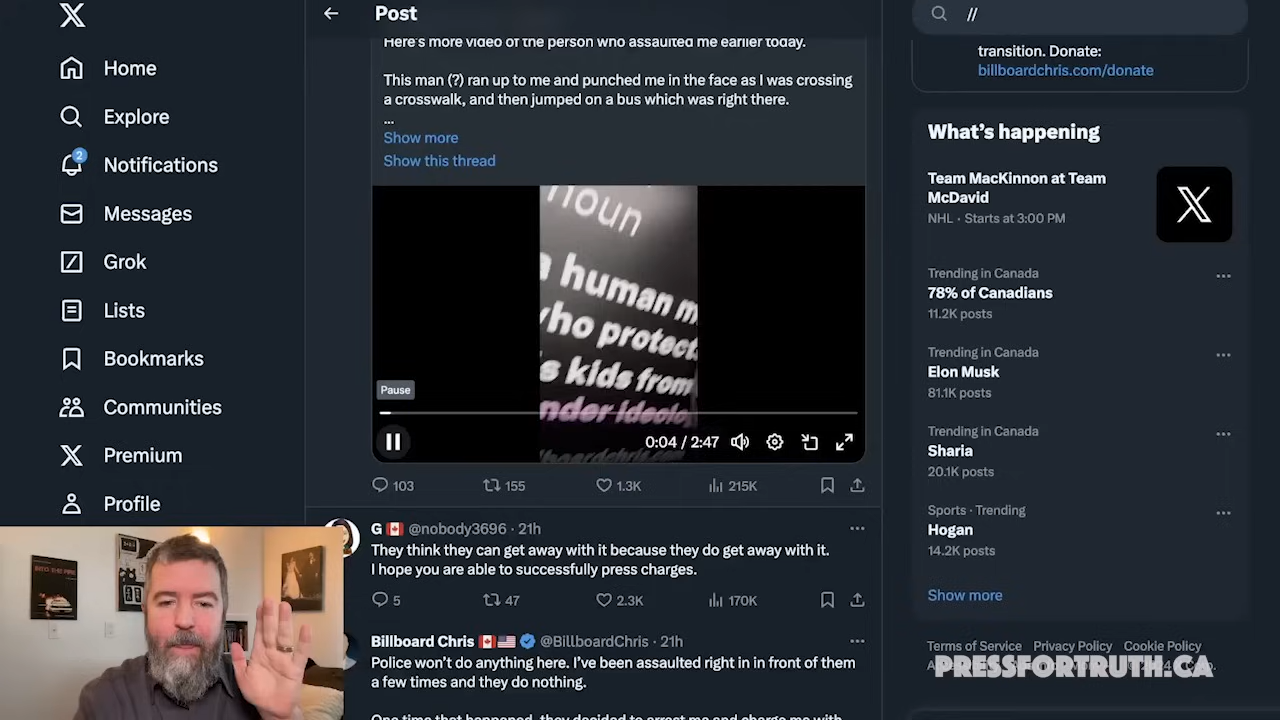 Home
Explore
2
Notifications
Messages
Grok
Lists
Bookmarks
Communities
Premium
Profile
Post
Here's more video of the person who assaulted me earlier today.
This man (?) ran up to me and punched me in the face as I was crossing
a crosswalk, and then jumped on a bus which was right there.
...
Show more
Show this thread
noun
a human m
who protect
s kids from
nder ideolo
Pause
0:04 / 2:47
103
155
1.3K
215K
G @nobody3696 · 21h
They think they can get away with it because they do get away with it.
I hope you are able to successfully press charges.
5
47
2.3K
170K
Billboard Chris @BillboardChris · 21h
Police won't do anything here. I've been assaulted right in in front of them
a few times and they do nothing.
One time that happened, they decided to arrest me and charge me with
//
transition. Donate:
billboardchris.com/donate
What's happening
Team MacKinnon at Team
McDavid
NHL · Starts at 3:00 PM
Trending in Canada
78% of Canadians
11.2K posts
Trending in Canada
Elon Musk
81.1K posts
Trending in Canada
Sharia
20.1K posts
Sports · Trending
Hogan
14.2K posts
Show more
Terms of Service Privacy Policy Cookie Policy
PRESSFORTRUTH.CA